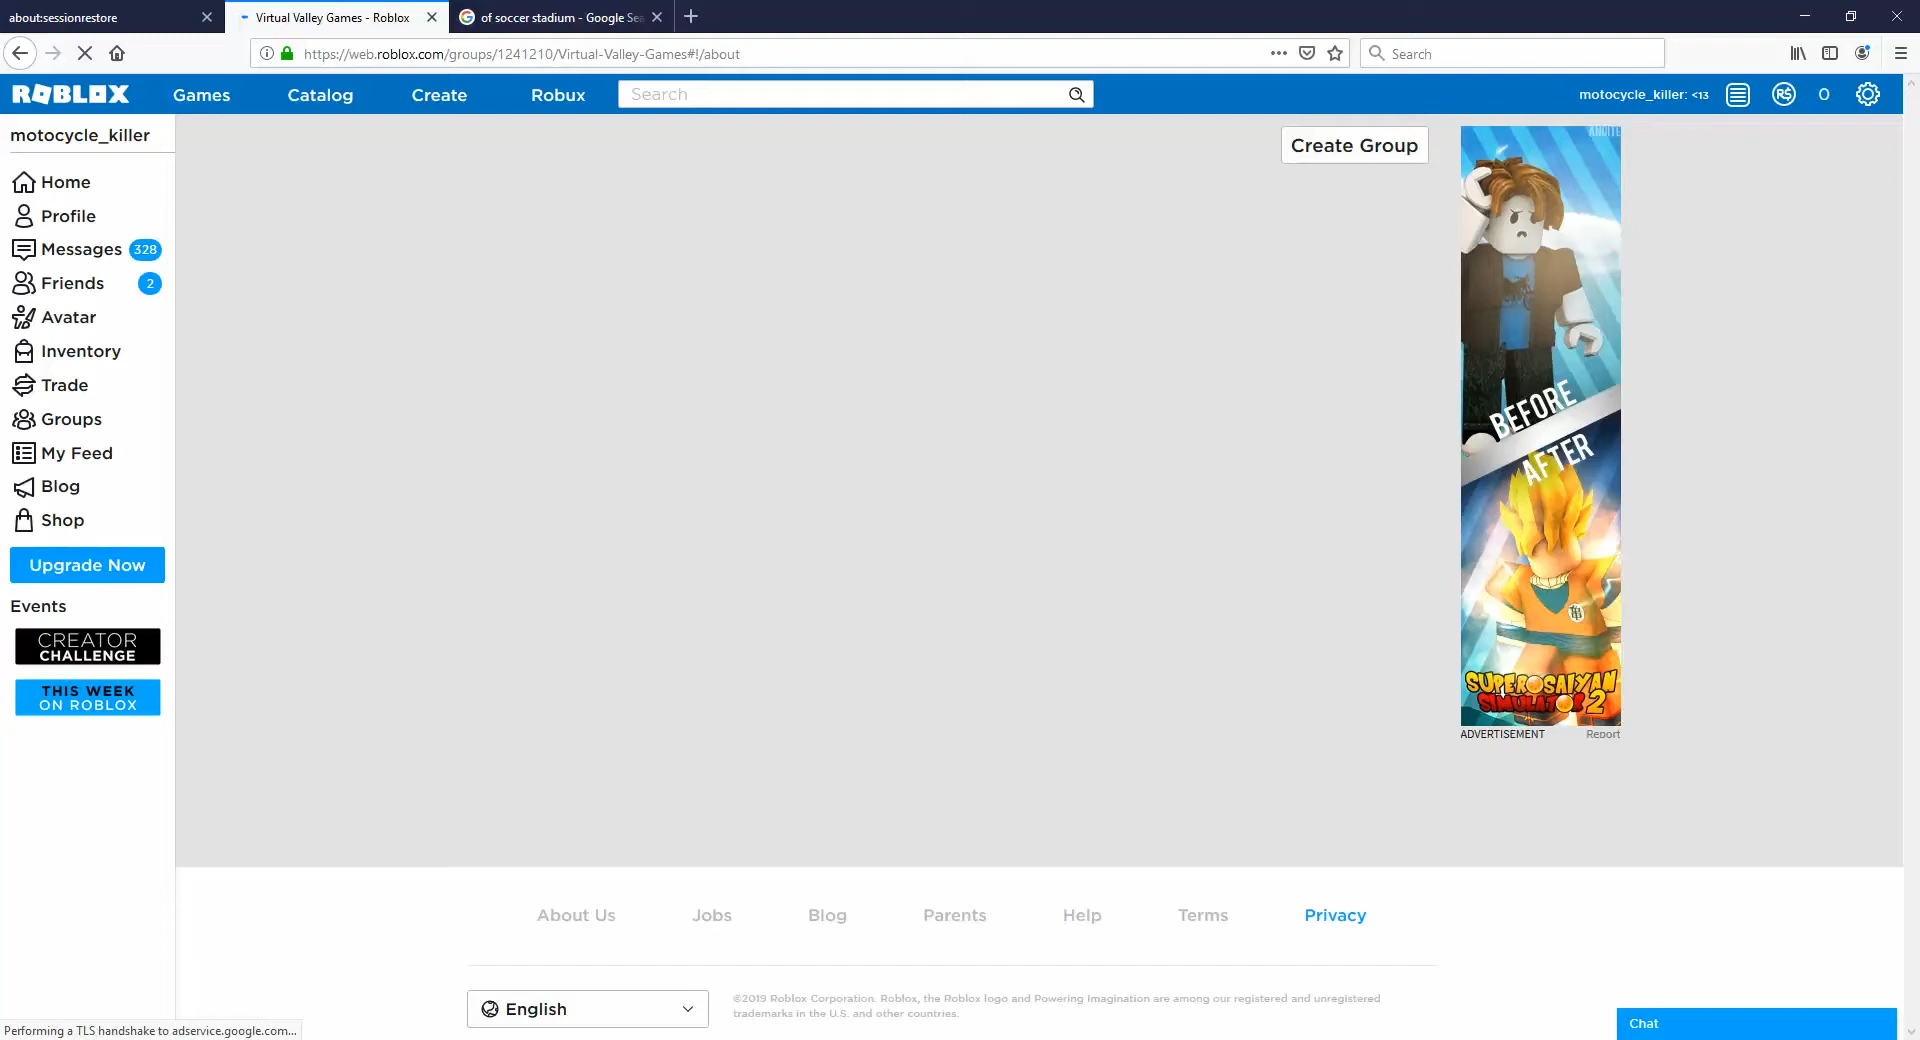 about:sessionrestore
Virtual Valley Games - Roblox
of soccer stadium - Google Sea
https://web.roblox.com/groups/1241210/Virtual-Valley-Games#!/about
Search
ROBLOX
Games
Catalog
Create
Robux
Search
motocycle_killer: <13
R$
0
motocycle_killer
Home
Profile
Messages 328
Friends 2
Avatar
Inventory
Trade
Groups
My Feed
Blog
Shop
Upgrade Now
Events
CREATOR
CHALLENGE
THIS WEEK
ON ROBLOX
Create Group
BEFORE
AFTER
SUPER SAIYAN
SIMULATOR 2
ADVERTISEMENT Report
About Us
Jobs
Blog
Parents
Help
Terms
Privacy
English
©2019 Roblox Corporation. Roblox, the Roblox logo and Powering Imagination are among our registered and unregistered
trademarks in the U.S. and other countries.
Chat
Performing a TLS handshake to adservice.google.com...